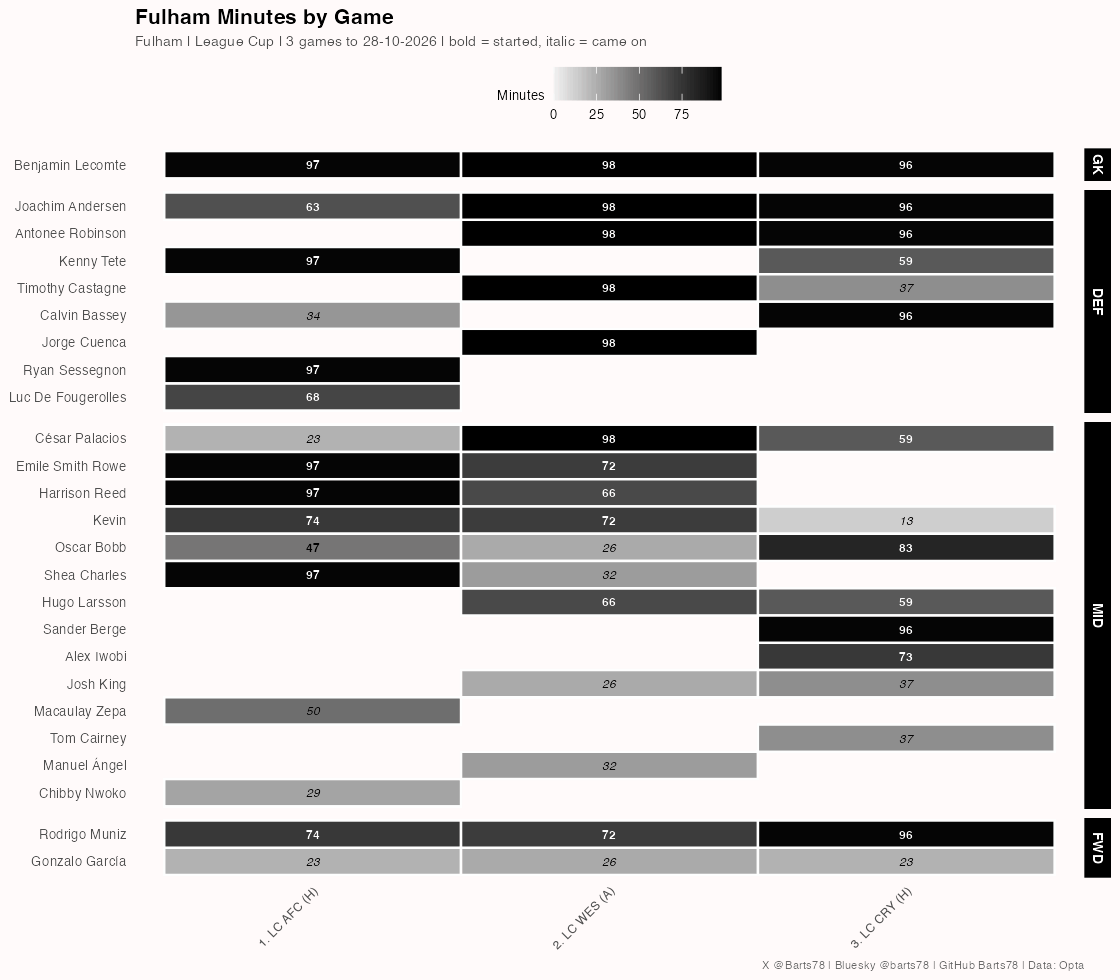 Fulham Minutes by Game
Fulham | League Cup | 3 games to 28-10-2026 | bold = started, italic = came on
Minutes
0 25 50 75
Benjamin Lecomte 97 98 96
GK
Joachim Andersen 63 98 96
Antonee Robinson 98 96
Kenny Tete 97 59
Timothy Castagne 98 37
Calvin Bassey 34 96
Jorge Cuenca 98
Ryan Sessegnon 97
Luc De Fougerolles 68
DEF
César Palacios 23 98 59
Emile Smith Rowe 97 72
Harrison Reed 97 66
Kevin 74 72 13
Oscar Bobb 47 26 83
Shea Charles 97 32
Hugo Larsson 66 59
Sander Berge 96
Alex Iwobi 73
Josh King 26 37
Macaulay Zepa 50
Tom Cairney 37
Manuel Ángel 32
Chibby Nwoko 29
MID
Rodrigo Muniz 74 72 96
Gonzalo García 23 26 23
FWD
1. LC AFC (H) 2. LC WES (A) 3. LC CRY (H)
X @Barts78 | Bluesky @barts78 | GitHub Barts78 | Data: Opta